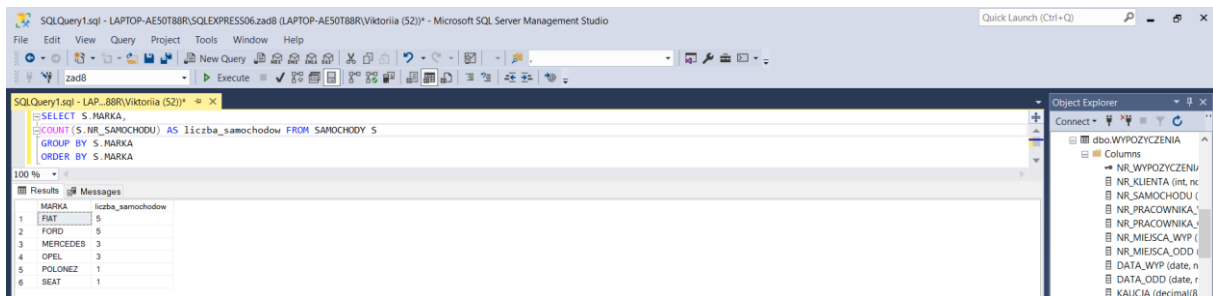 SQLQuery1.sql - LAPTOP-AE50T88R\SQLEXPRESS06.zad8 (LAPTOP-AE50T88R\Viktoriia (52))* - Microsoft SQL Server Management Studio
Quick Launch (Ctrl+Q)
File Edit View Query Project Tools Window Help
New Query
zad8
Execute
SQLQuery1.sql - LAP...88R\Viktoriia (52))*
SELECT S.MARKA,
COUNT(S.NR_SAMOCHODU) AS liczba_samochodow FROM SAMOCHODY S
GROUP BY S.MARKA
ORDER BY S.MARKA
100 %
Results Messages
MARKA liczba_samochodow
1 FIAT 5
2 FORD 5
3 MERCEDES 3
4 OPEL 3
5 POLONEZ 1
6 SEAT 1
Object Explorer
Connect
dbo.WYPOZYCZENIA
Columns
NR_WYPOZYCZENI
NR_KLIENTA (int, nc
NR_SAMOCHODU (
NR_PRACOWNIKA_
NR_PRACOWNIKA_
NR_MIEJSCA_WYP (
NR_MIEJSCA_ODD (
DATA_WYP (date, n
DATA_ODD (date, r
KAUCJA (decimal(8